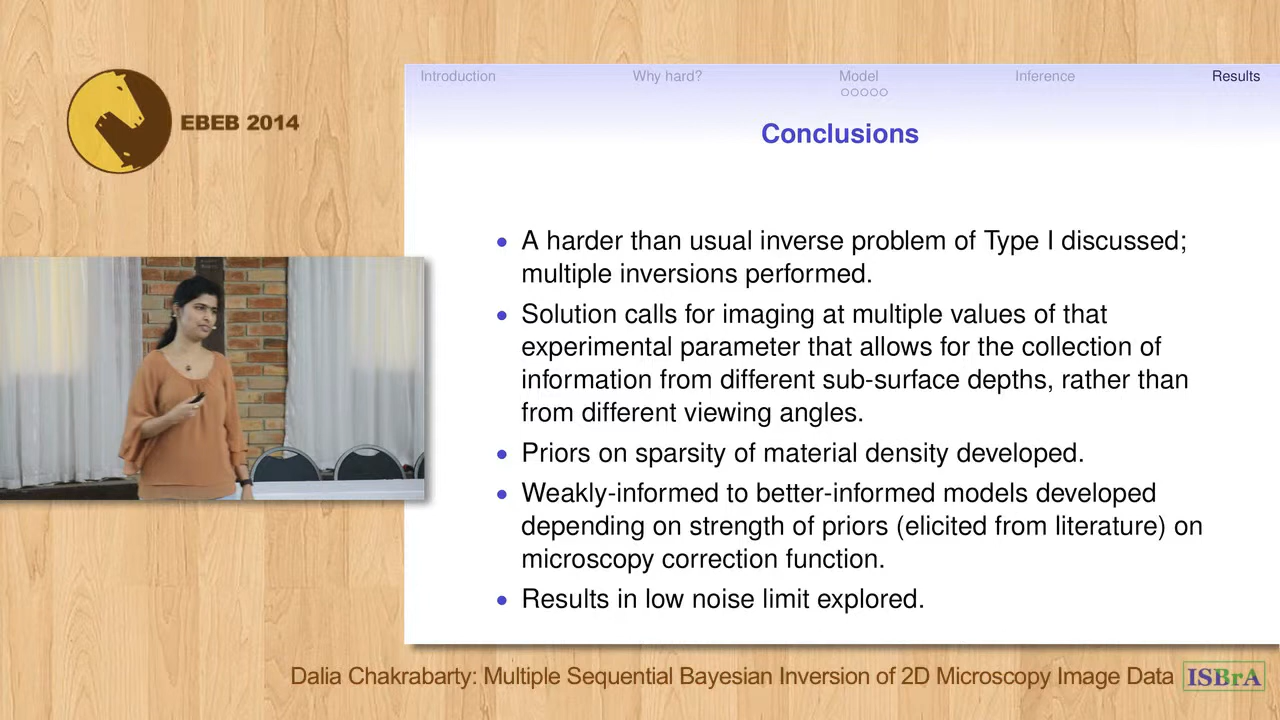 EBEB 2014
Introduction
Why hard?
Model
Inference
Results
Conclusions
• A harder than usual inverse problem of Type I discussed;
multiple inversions performed.
• Solution calls for imaging at multiple values of that
experimental parameter that allows for the collection of
information from different sub-surface depths, rather than
from different viewing angles.
• Priors on sparsity of material density developed.
• Weakly-informed to better-informed models developed
depending on strength of priors (elicited from literature) on
microscopy correction function.
• Results in low noise limit explored.
Dalia Chakrabarty: Multiple Sequential Bayesian Inversion of 2D Microscopy Image Data
ISBrA